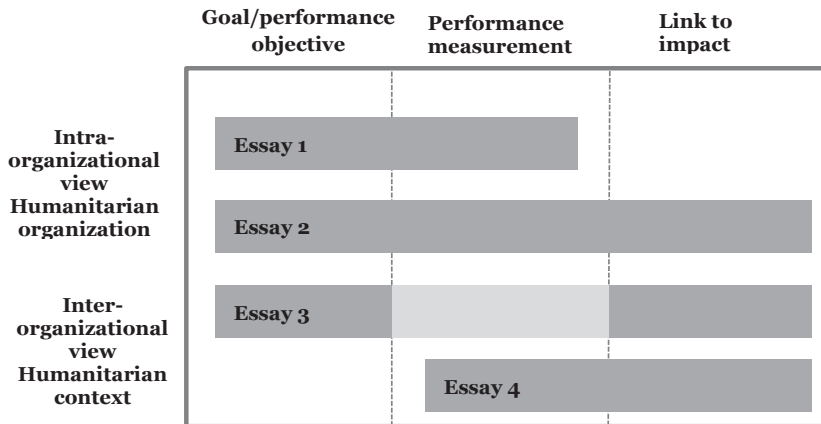 Goal/performance
objective
Performance
measurement
Link to
impact
Intra-
organizational
view
Humanitarian
organization
Essay 1
Essay 2
Inter-
organizational
view
Humanitarian
context
Essay 3
Essay 4